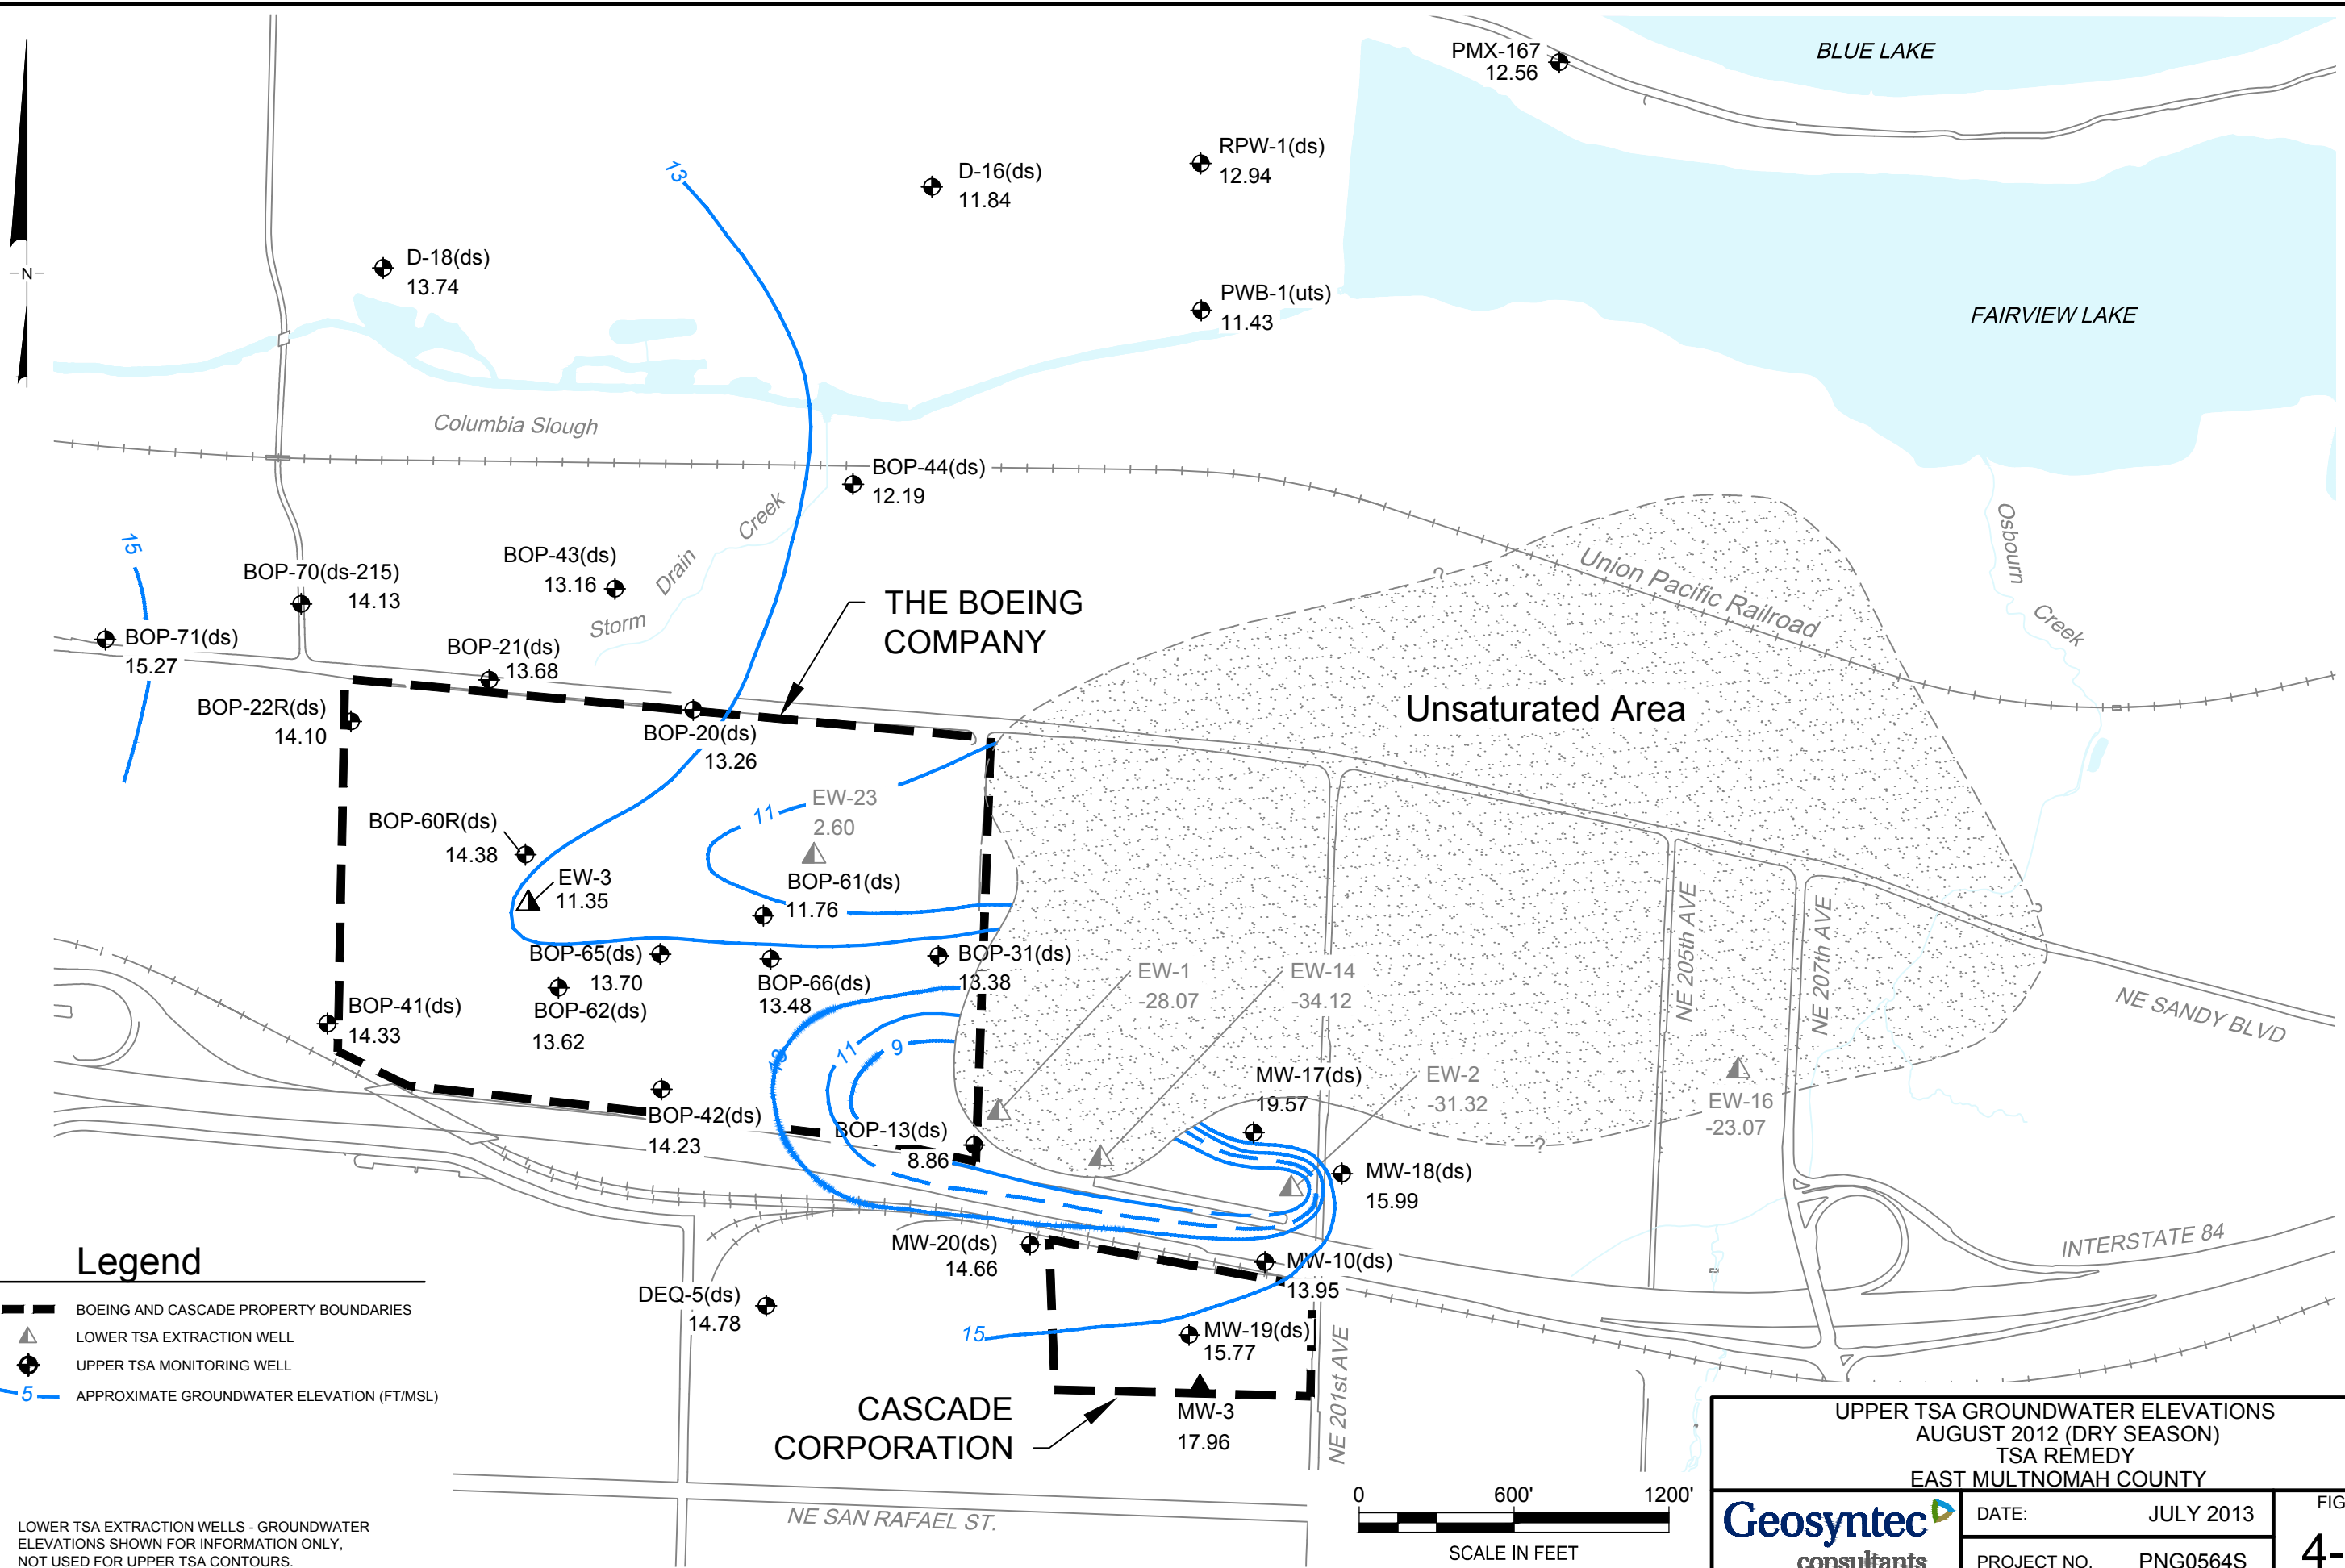 BLUE LAKE
PMX-167
12.56
RPW-1(ds)
12.94
D-16(ds)
11.84
13
D-18(ds)
13.74
-N-
PWB-1(uts)
11.43
FAIRVIEW LAKE
Columbia Slough
BOP-44(ds)
12.19
Storm Drain Creek
Osbourn Creek
15
BOP-43(ds)
13.16
BOP-70(ds-215)
14.13
Union Pacific Railroad
THE BOEING
COMPANY
BOP-71(ds)
15.27
BOP-21(ds)
13.68
BOP-22R(ds)
14.10
BOP-20(ds)
13.26
Unsaturated Area
EW-23
2.60
11
BOP-60R(ds)
14.38
EW-3
11.35
BOP-61(ds)
11.76
?
?
?
NE 205th AVE
NE 207th AVE
BOP-65(ds)
13.70
BOP-66(ds)
13.48
BOP-31(ds)
13.38
BOP-62(ds)
13.62
EW-1
-28.07
EW-14
-34.12
NE SANDY BLVD
BOP-41(ds)
14.33
13
11
9
MW-17(ds)
19.57
EW-2
-31.32
EW-16
-23.07
BOP-42(ds)
14.23
BOP-13(ds)
8.86
MW-18(ds)
15.99
MW-20(ds)
14.66
MW-10(ds)
13.95
INTERSTATE 84
DEQ-5(ds)
14.78
15
MW-19(ds)
15.77
NE 201st AVE
MW-3
17.96
CASCADE
CORPORATION
Legend
BOEING AND CASCADE PROPERTY BOUNDARIES
LOWER TSA EXTRACTION WELL
UPPER TSA MONITORING WELL
5 APPROXIMATE GROUNDWATER ELEVATION (FT/MSL)
LOWER TSA EXTRACTION WELLS - GROUNDWATER
ELEVATIONS SHOWN FOR INFORMATION ONLY,
NOT USED FOR UPPER TSA CONTOURS.
NE SAN RAFAEL ST.
0 600' 1200'
SCALE IN FEET
UPPER TSA GROUNDWATER ELEVATIONS
AUGUST 2012 (DRY SEASON)
TSA REMEDY
EAST MULTNOMAH COUNTY
Geosyntec
consultants
DATE: JULY 2013
PROJECT NO. PNG0564S
FIG
4-